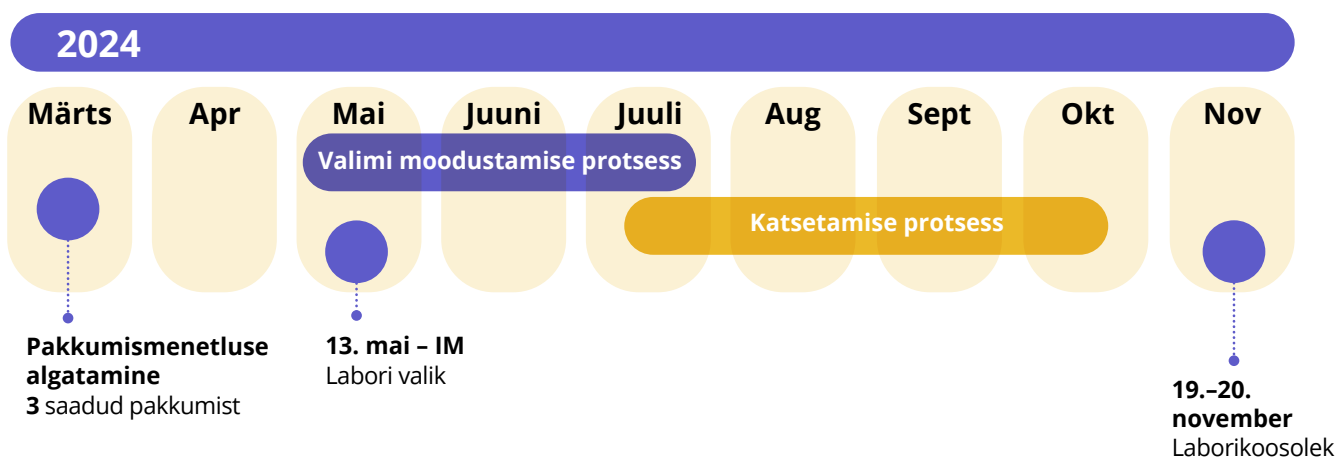 2024
Märts Apr Mai Juuni Juuli Aug Sept Okt Nov
Valimi moodustamise protsess
Katsetamise protsess
Pakkumismenetluse
algatamine
3 saadud pakkumist
13. mai – IM
Labori valik
19.–20.
november
Laborikoosolek